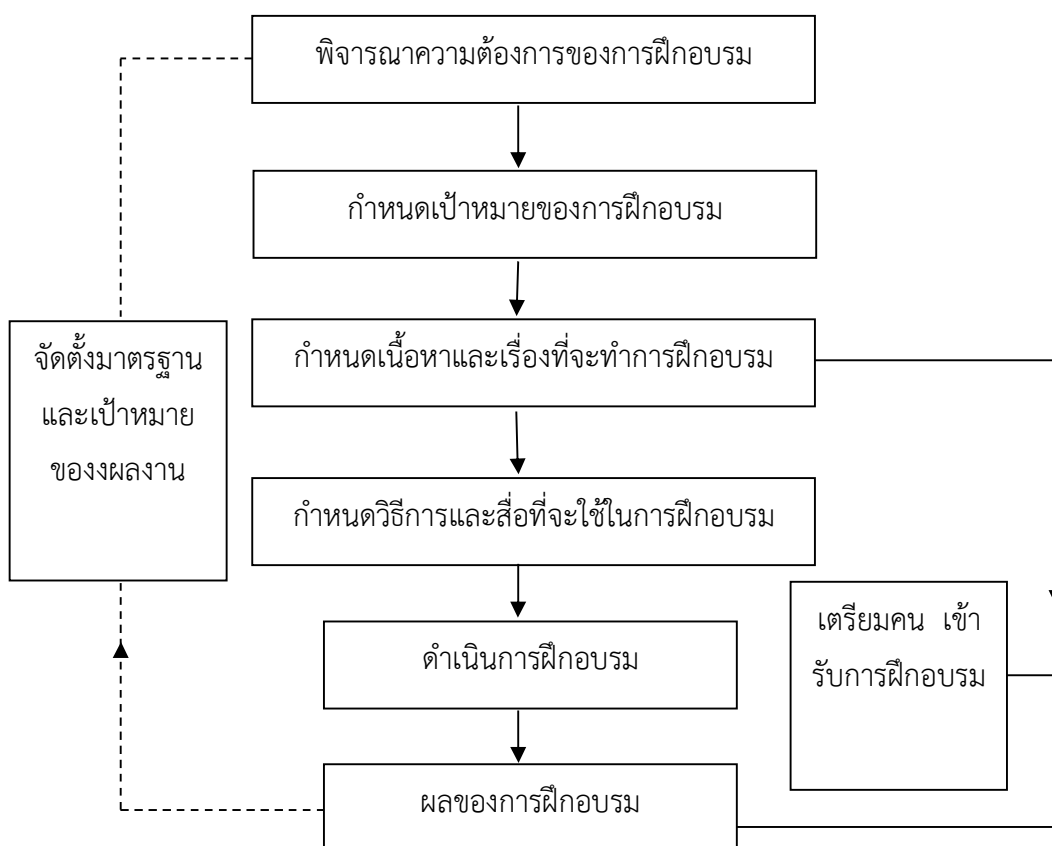 พิจารณาความต้องการของการฝึกอบรม
กำหนดเป้าหมายของการฝึกอบรม
กำหนดเนื้อหาและเรื่องที่จะทำการฝึกอบรม
จัดตั้งมาตรฐาน
และเป้าหมาย
ของงผลงาน
กำหนดวิธีการและสื่อที่จะใช้ในการฝึกอบรม
ดำเนินการฝึกอบรม
เตรียมคน เข้า
รับการฝึกอบรม
ผลของการฝึกอบรม